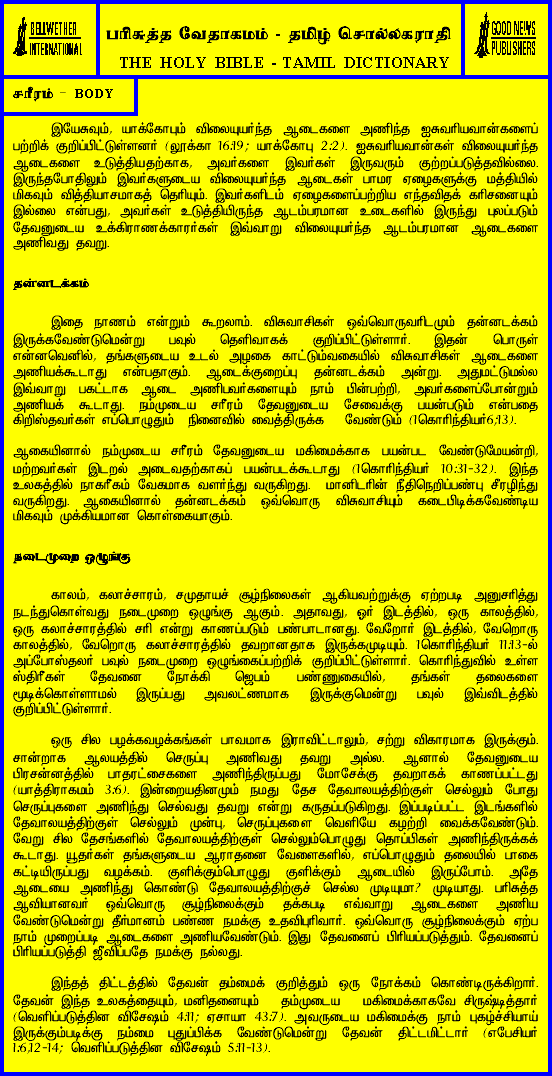 BELLWETHER
INTERNATIONAL
பரிசுத்த வேதாகமம் - தமிழ் சொல்லகராதி
THE HOLY BIBLE - TAMIL DICTIONARY
GOOD NEWS
PUBLISHERS
சரீரம் - BODY
இயேசுவும், யாக்கோபும் விலையுயர்ந்த ஆடைகளை அணிந்த ஐசுவரியவான்களைப்
பற்றிக் குறிப்பிட்டுள்ளனர் (லூக்கா 16:19; யாக்கோபு 2:2). ஐசுவரியவான்கள் விலையுயர்ந்த
ஆடைகளை உடுத்தியதற்காக, அவர்களை இவர்கள் இருவரும் குற்றப்படுத்தவில்லை.
இருந்தபோதிலும் இவர்களுடைய விலையுயர்ந்த ஆடைகள் பாமர ஏழைகளுக்கு மத்தியில்
மிகவும் வித்தியாசமாகத் தெரியும். இவர்களிடம் ஏழைகளைப்பற்றிய எந்தவிதக் கரிசனையும்
இல்லை என்பது, அவர்கள் உடுத்தியிருந்த ஆடம்பரமான உடைகளில் இருந்து புலப்படும்
தேவனுடைய உக்கிராணக்காரர்கள் இவ்வாறு விலையுயர்ந்த ஆடம்பரமான ஆடைகளை
அணிவது தவறு.
தன்னடக்கம்
இதை நாணம் என்றும் கூறலாம். விசுவாசிகள் ஒவ்வொருவரிடமும் தன்னடக்கம்
இருக்கவேண்டுமென்று பவுல் தெளிவாகக் குறிப்பிட்டுள்ளார். இதன் பொருள்
என்னவெனில், தங்களுடைய உடல் அழகை காட்டும்வகையில் விசுவாசிகள் ஆடைகளை
அணியக்கூடாது என்பதாகும். ஆடைக்குறைப்பு தன்னடக்கம் அன்று. அதுமட்டுமல்ல
இவ்வாறு பகட்டாக ஆடை அணிபவர்களையும் நாம் பின்பற்றி, அவர்களைப்போன்றும்
அணியக் கூடாது. நம்முடைய சரீரம் தேவனுடைய சேவைக்கு பயன்படும் என்பதை
கிறிஸ்தவர்கள் எப்பொழுதும் நினைவில் வைத்திருக்க வேண்டும் (1கொரிந்தியர்6;13).
ஆகையினால் நம்முடைய சரீரம் தேவனுடைய மகிமைக்காக பயன்பட வேண்டுமேயன்றி,
மற்றவர்கள் இடறல் அடைவதற்காகப் பயன்படக்கூடாது (1கொரிந்தியர் 10:31-32). இந்த
உலகத்தில் நாகரீகம் வேகமாக வளர்ந்து வருகிறது. மானிடரின் நீதிநெறிப்பண்பு சீரழிந்து
வருகிறது. ஆகையினால் தன்னடக்கம் ஒவ்வொரு விசுவாசியும் கடைபிடிக்கவேண்டிய
மிகவும் முக்கியமான கொள்கையாகும்.
நடைமுறை ஒழுங்கு
காலம், கலாச்சாரம், சமுதாயச் சூழ்நிலைகள் ஆகியவற்றுக்கு ஏற்றபடி அனுசரித்து
நடந்துகொள்வது நடைமுறை ஒழுங்கு ஆகும். அதாவது, ஓர் இடத்தில், ஒரு காலத்தில்,
ஒரு கலாச்சாரத்தில் சரி என்று காணப்படும் பண்பாடானது. வேறோர் இடத்தில், வேறொரு
காலத்தில், வேறொரு கலாச்சாரத்தில் தவறானதாக இருக்கமுடியும். 1கொரிந்தியர் 11:13-ல்
அப்போஸ்தலர் பவுல் நடைமுறை ஒழுங்கைப்பற்றிக் குறிப்பிட்டுள்ளார். கொரிந்துவில் உள்ள
ஸ்திரீகள் தேவனை நோக்கி ஜெபம் பண்ணுகையில், தங்கள் தலைகளை
மூடிக்கொள்ளாமல் இருப்பது அவலட்ணமாக இருக்குமென்று பவுல் இவ்விடத்தில்
குறிப்பிட்டுள்ளார்.
ஒரு சில பழக்கவழக்கங்கள் பாவமாக இராவிட்டாலும், சற்று விகாரமாக இருக்கும்.
சான்றாக ஆலயத்தில் செருப்பு அணிவது தவறு அல்ல. ஆனால் தேவனுடைய
பிரசன்னத்தில் பாதரட்சைகளை அணிந்திருப்பது மோசேக்கு தவறாகக் காணப்பட்டது
(யாத்திராகமம் 3:6). இன்றையதினமும் நமது தேச தேவாலயத்திற்குள் செல்லும் போது
செருப்புகளை அணிந்து செல்வது தவறு என்று கருதப்படுகிறது. இப்படிப்பட்ட இடங்களில்
தேவாலயத்திற்குள் செல்லும் முன்பு, செருப்புகளை வெளியே கழற்றி வைக்கவேண்டும்.
வேறு சில தேசங்களில் தேவாலயத்திற்குள் செல்லும்பொழுது தொப்பிகள் அணிந்திருக்கக்
கூடாது. யூதர்கள் தங்களுடைய ஆராதனை வேளைகளில், எப்பொழுதும் தலையில் பாகை
கட்டியிருப்பது வழக்கம். குளிக்கும்பொழுது குளிக்கும் ஆடையில் இருப்போம். அதே
ஆடையை அணிந்து கொண்டு தேவாலயத்திற்குச் செல்ல முடியுமா? முடியாது. பரிசுத்த
ஆவியானவர் ஒவ்வொரு சூழ்நிலைக்கும் தக்கபடி எவ்வாறு ஆடைகளை அணிய
வேண்டுமென்று தீர்மானம் பண்ண நமக்கு உதவிபுரிவார். ஒவ்வொரு சூழ்நிலைக்கும் ஏற்ப
நாம் முறைப்படி ஆடைகளை அணியவேண்டும். இது தேவனைப் பிரியப்படுத்தும். தேவனைப்
பிரியப்படுத்தி ஜீவிப்பதே நமக்கு நல்லது.
இந்தத் திட்டத்தில் தேவன் தம்மைக் குறித்தும் ஒரு நோக்கம் கொண்டிருக்கிறார்.
தேவன் இந்த உலகத்தையும், மனிதனையும் தம்முடைய மகிமைக்காகவே சிருஷ்டித்தார்
(வெளிப்படுத்தின விசேஷம் 4:11; ஏசாயா 43:7). அவருடைய மகிமைக்கு நாம் புகழ்ச்சியாய்
இருக்கும்படிக்கு நம்மை புதுப்பிக்க வேண்டுமென்று தேவன் திட்டமிட்டார் (எபேசியர்
1:6,12-14; வெளிப்படுத்தின விசேஷம் 5:11-13).